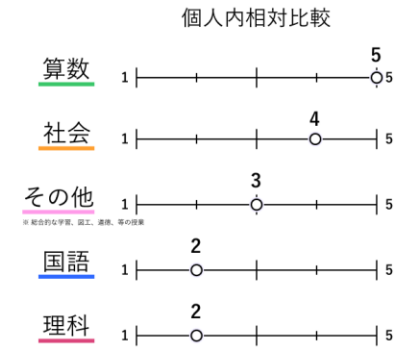 個人内相対比較
5
算数 1 5
4
社会 1 5
3
その他 1 5
※ 総合的な学習、図工、道徳、等の授業
2
国語 1 5
2
理科 1 5